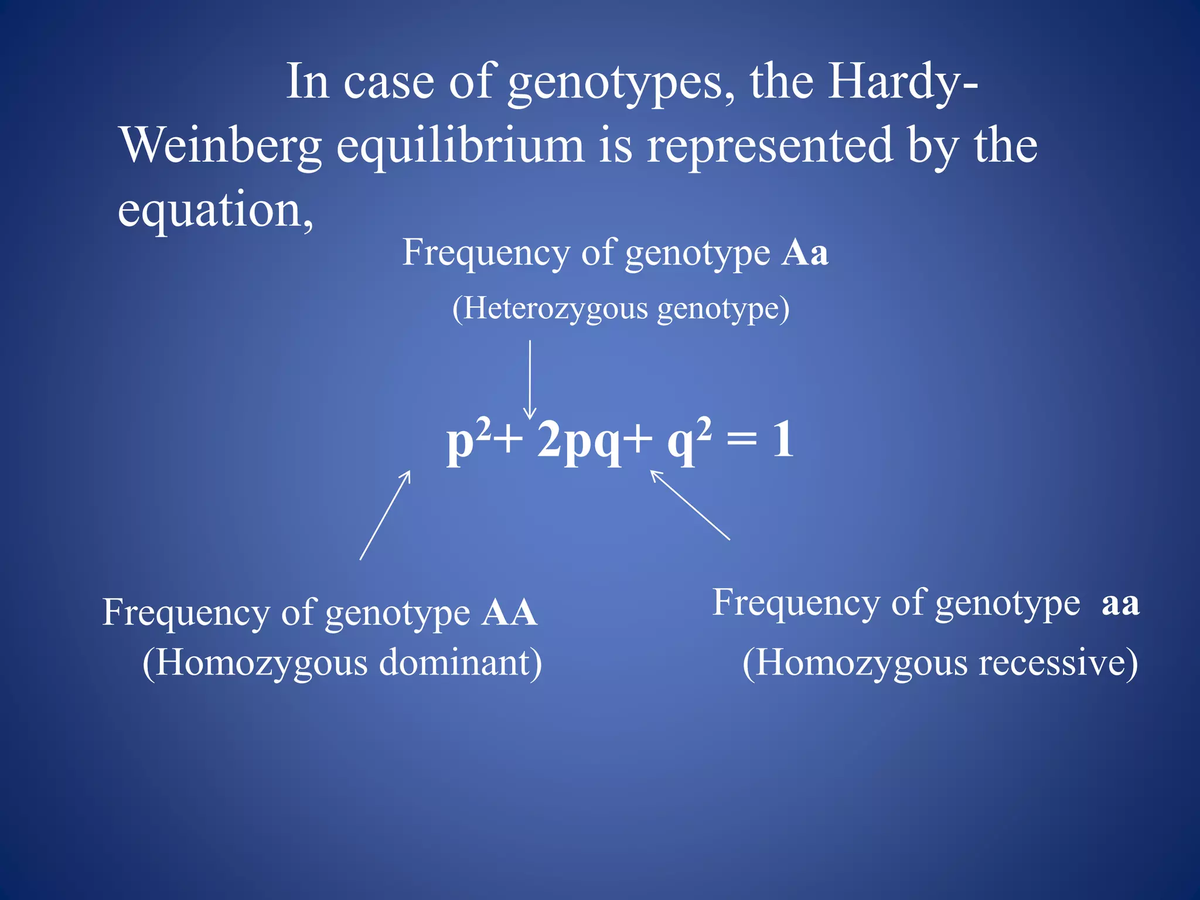 In case of genotypes, the Hardy-
Weinberg equilibrium is represented by the
equation,
Frequency of genotype Aa
(Heterozygous genotype)
p²+ 2pq+ q² = 1
Frequency of genotype AA
(Homozygous dominant)
Frequency of genotype aa
(Homozygous recessive)